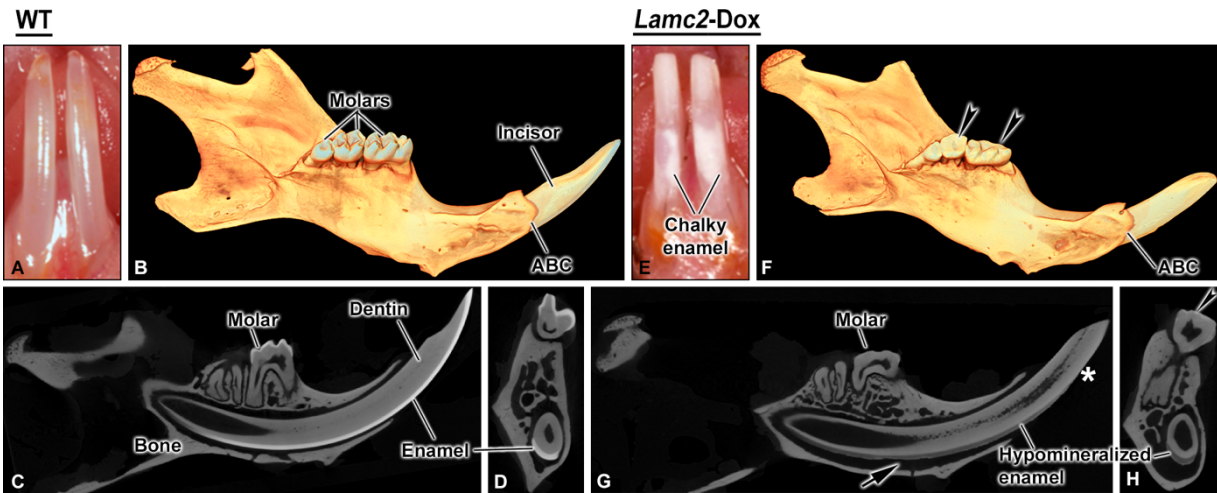 WT
Lamc2-Dox
A
Molars
Incisor
ABC
B
Chalky
enamel
E
ABC
F
Molar
Dentin
Bone
Enamel
C
D
Molar
*
Hypomineralized
enamel
G
H